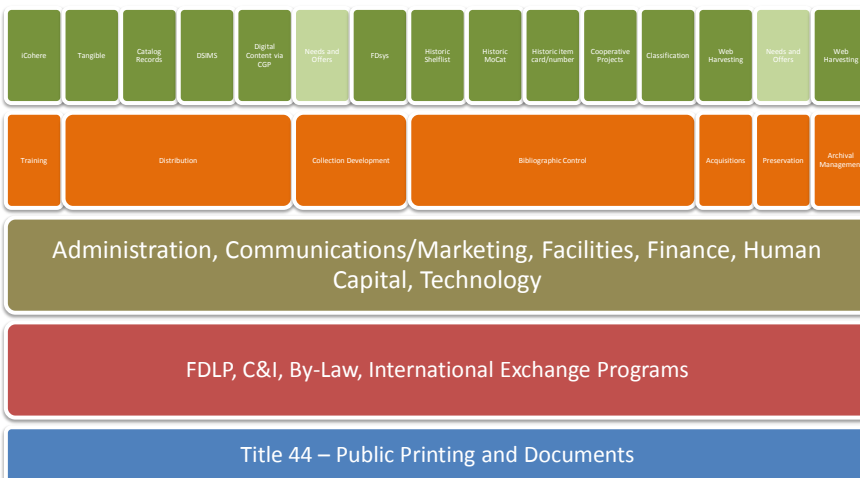 iCohere
Tangible
Catalog
Records
DSIMS
Digital
Content via
CGP
Needs and
Offers
FDsys
Historic
Shelflist
Historic
MoCat
Historic item
card/number
Cooperative
Projects
Classification
Web
Harvesting
Needs and
Offers
Web
Harvesting
Training
Distribution
Collection Development
Bibliographic Control
Acquisitions
Preservation
Archival
Management
Administration, Communications/Marketing, Facilities, Finance, Human
Capital, Technology
FDLP, C&I, By-Law, International Exchange Programs
Title 44 – Public Printing and Documents